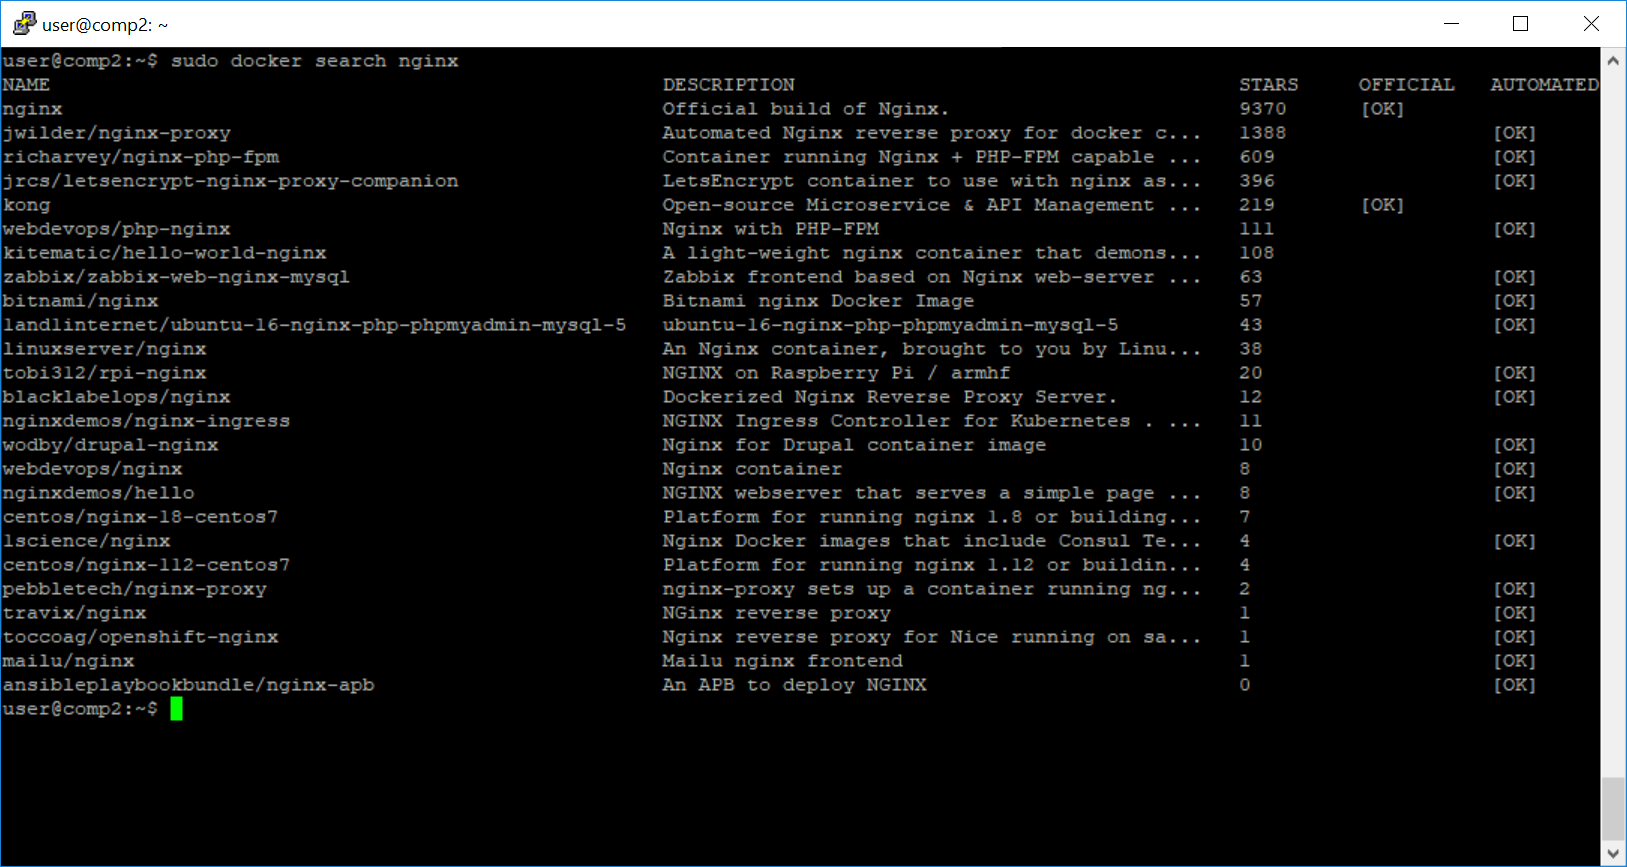 user@comp2: ~
user@comp2:~$ sudo docker search nginx
NAME DESCRIPTION STARS OFFICIAL AUTOMATED
nginx Official build of Nginx. 9370 [OK]
jwilder/nginx-proxy Automated Nginx reverse proxy for docker c... 1388 [OK]
richarvey/nginx-php-fpm Container running Nginx + PHP-FPM capable ... 609 [OK]
jrcs/letsencrypt-nginx-proxy-companion LetsEncrypt container to use with nginx as... 396 [OK]
kong Open-source Microservice & API Management ... 219 [OK]
webdevops/php-nginx Nginx with PHP-FPM 111 [OK]
kitematic/hello-world-nginx A light-weight nginx container that demons... 108
zabbix/zabbix-web-nginx-mysql Zabbix frontend based on Nginx web-server ... 63 [OK]
bitnami/nginx Bitnami nginx Docker Image 57 [OK]
landlinternet/ubuntu-16-nginx-php-phpmyadmin-mysql-5 ubuntu-16-nginx-php-phpmyadmin-mysql-5 43 [OK]
linuxserver/nginx An Nginx container, brought to you by Linu... 38
tobi312/rpi-nginx NGINX on Raspberry Pi / armhf 20 [OK]
blacklabelops/nginx Dockerized Nginx Reverse Proxy Server. 12 [OK]
nginxdemos/nginx-ingress NGINX Ingress Controller for Kubernetes . ... 11
wodby/drupal-nginx Nginx for Drupal container image 10 [OK]
webdevops/nginx Nginx container 8 [OK]
nginxdemos/hello NGINX webserver that serves a simple page ... 8 [OK]
centos/nginx-18-centos7 Platform for running nginx 1.8 or building... 7
1science/nginx Nginx Docker images that include Consul Te... 4 [OK]
centos/nginx-112-centos7 Platform for running nginx 1.12 or buildin... 4
pebbletech/nginx-proxy nginx-proxy sets up a container running ng... 2 [OK]
travix/nginx NGinx reverse proxy 1 [OK]
toccoag/openshift-nginx Nginx reverse proxy for Nice running on sa... 1 [OK]
mailu/nginx Mailu nginx frontend 1 [OK]
ansibleplaybookbundle/nginx-apb An APB to deploy NGINX 0 [OK]
user@comp2:~$